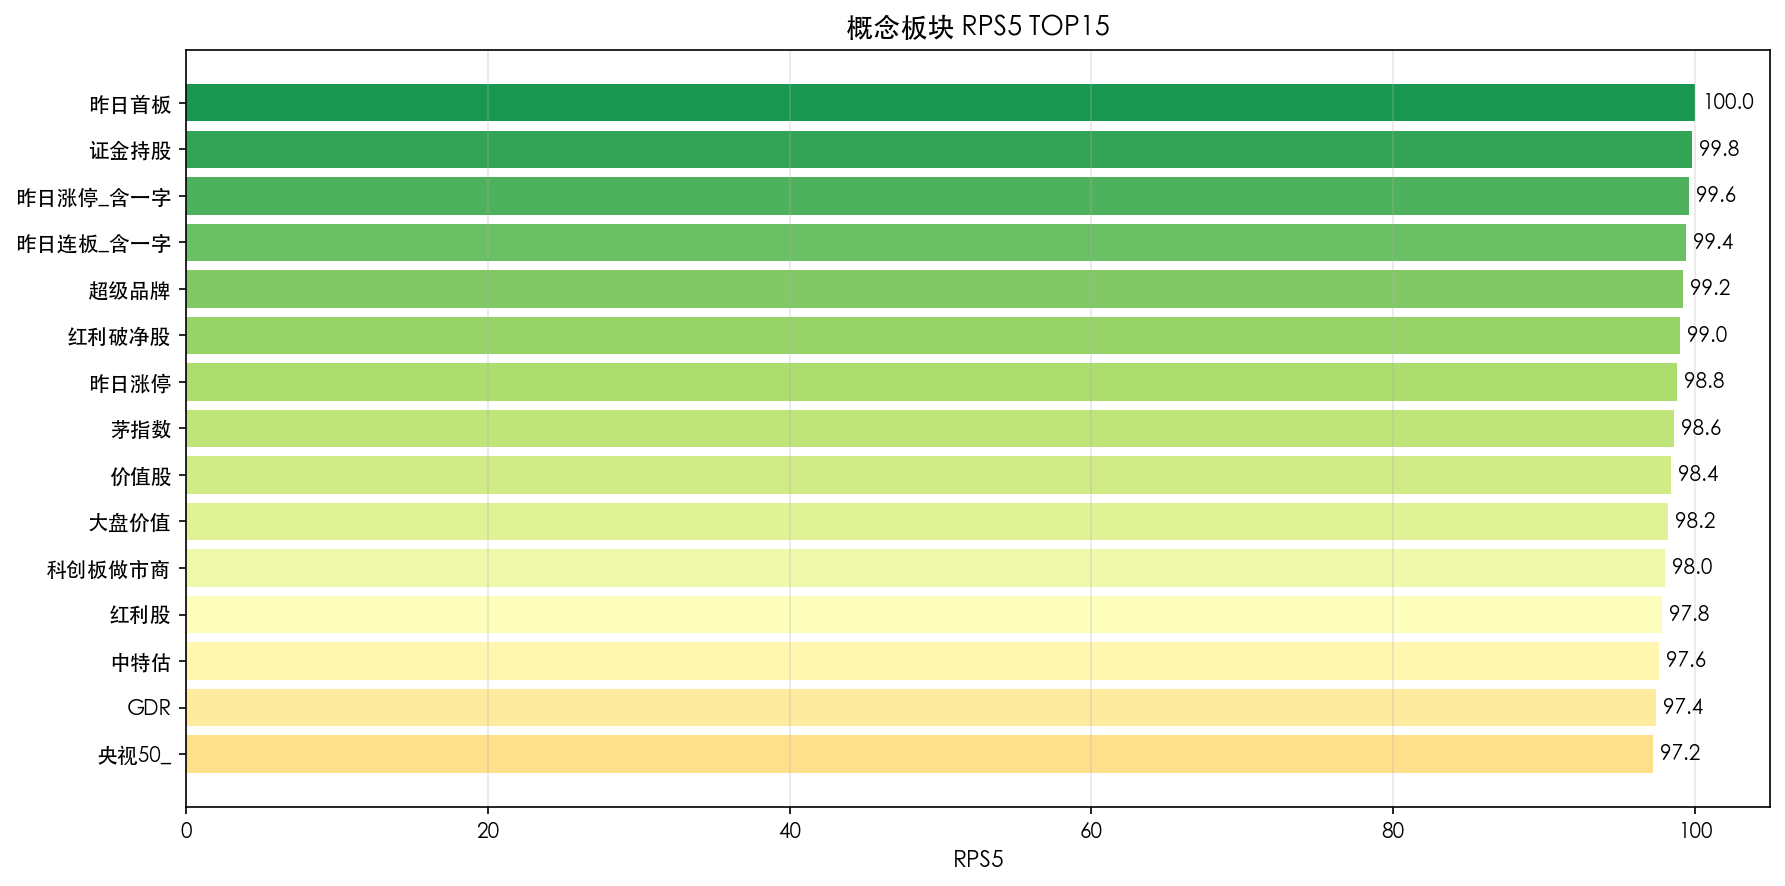 概念板块 RPS5 TOP15
昨日首板 100.0
证金持股 99.8
昨日涨停_含一字 99.6
昨日连板_含一字 99.4
超级品牌 99.2
红利破净股 99.0
昨日涨停 98.8
茅指数 98.6
价值股 98.4
大盘价值 98.2
科创板做市商 98.0
红利股 97.8
中特估 97.6
GDR 97.4
央视50_ 97.2
0 20 40 60 80 100
RPS5